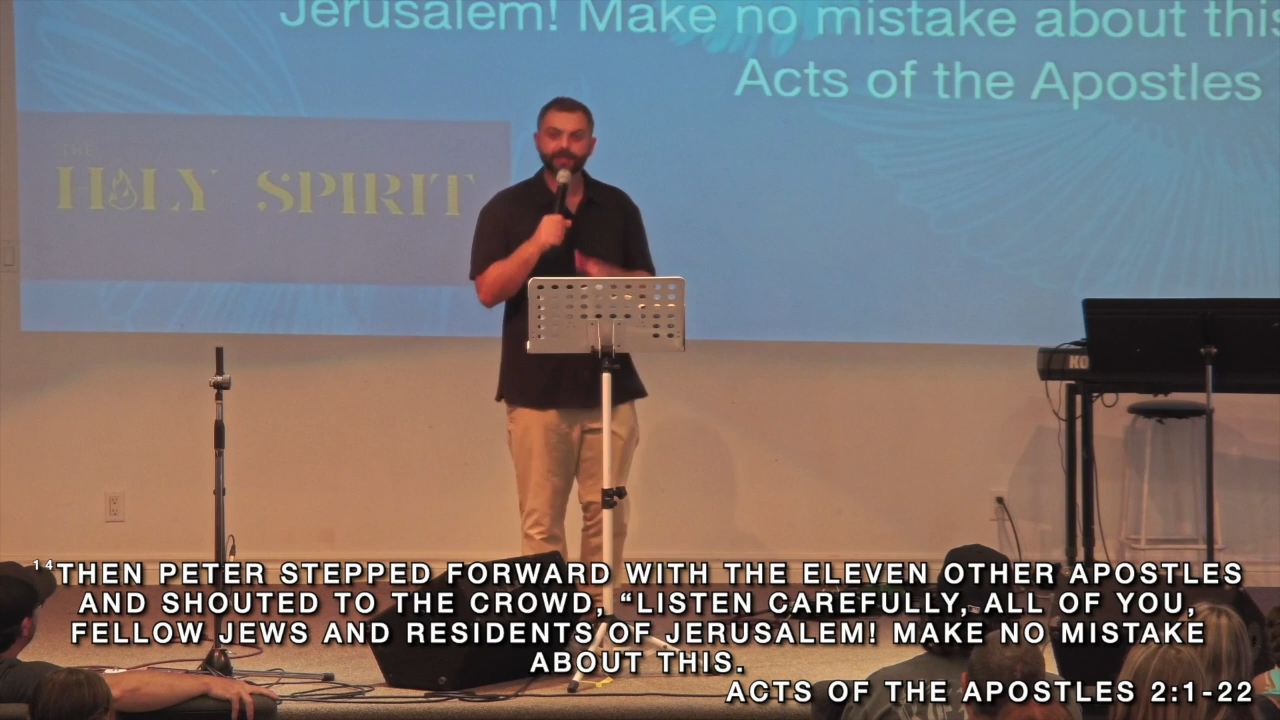 Jerusalem! Make no mistake about this
Acts of the Apostles
THE
HOLY SPIRIT
KO
14THEN PETER STEPPED FORWARD WITH THE ELEVEN OTHER APOSTLES
AND SHOUTED TO THE CROWD, “LISTEN CAREFULLY, ALL OF YOU,
FELLOW JEWS AND RESIDENTS OF JERUSALEM! MAKE NO MISTAKE
ABOUT THIS.
ACTS OF THE APOSTLES 2:1-22